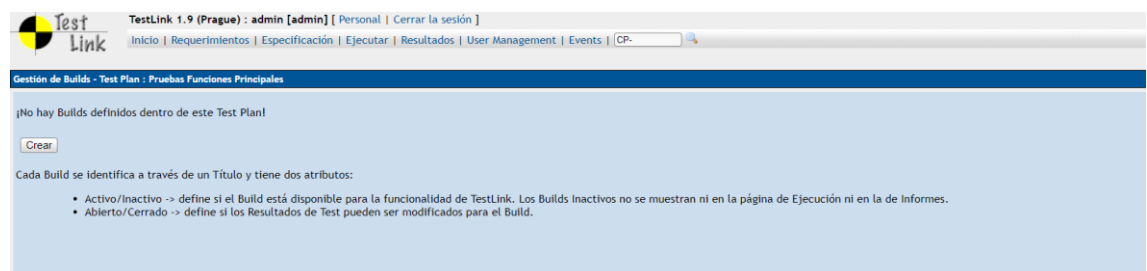 Test Link
TestLink 1.9 (Prague) : admin [admin] [ Personal | Cerrar la sesión ]
Inicio | Requerimientos | Especificación | Ejecutar | Resultados | User Management | Events | CP-
Gestión de Builds - Test Plan : Pruebas Funciones Principales
¡No hay Builds definidos dentro de este Test Plan!
Crear
Cada Build se identifica a través de un Título y tiene dos atributos:
• Activo/Inactivo -> define si el Build está disponible para la funcionalidad de TestLink. Los Builds Inactivos no se muestran ni en la página de Ejecución ni en la de Informes.
• Abierto/Cerrado -> define si los Resultados de Test pueden ser modificados para el Build.